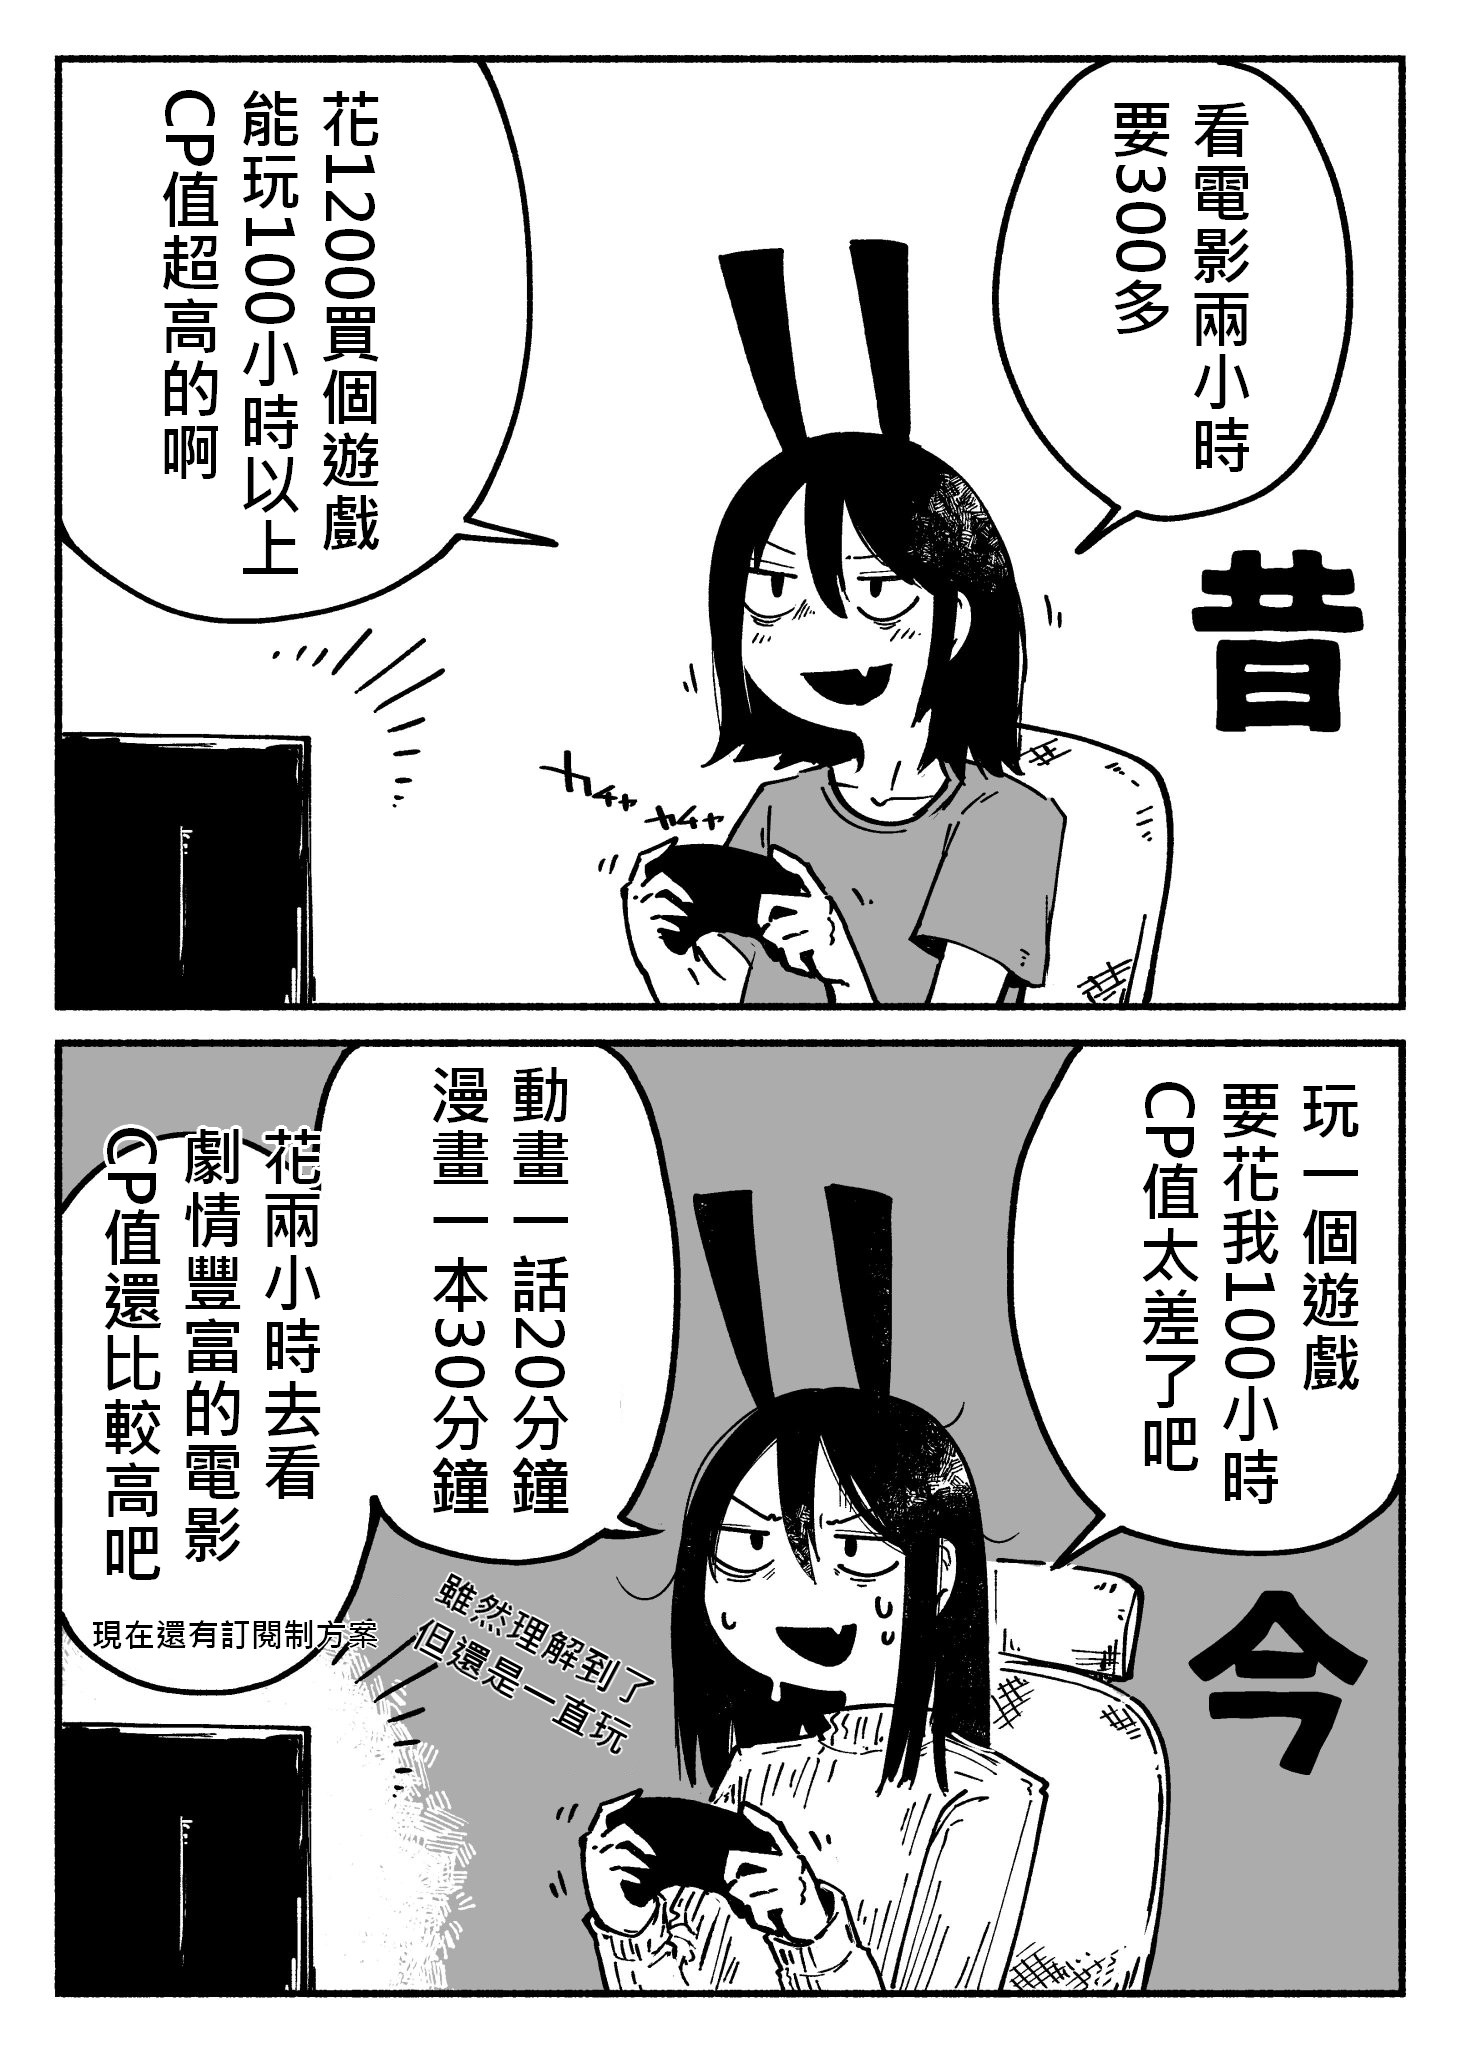 看電影兩小時
要300多
花1200買個遊戲
能玩100小時以上
CP值超高的啊
昔
カチャ
カチャ
玩一個遊戲
要花我100小時
CP值太差了吧
動畫一話20分鐘
漫畫一本30分鐘
花兩小時去看
劇情豐富的電影
CP值還比較高吧
現在還有訂閱制方案
雖然理解到了
但還是一直玩
今